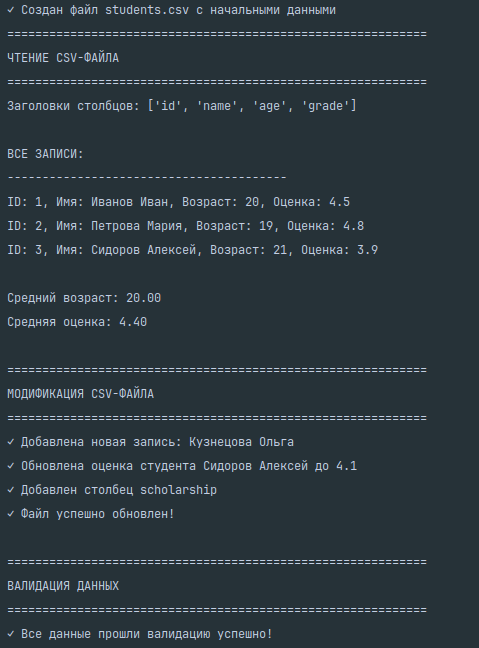 ✓ Создан файл students.csv с начальными данными
============================================================
ЧТЕНИЕ CSV-ФАЙЛА
============================================================
Заголовки столбцов: ['id', 'name', 'age', 'grade']
ВСЕ ЗАПИСИ:
----------------------------------------
ID: 1, Имя: Иванов Иван, Возраст: 20, Оценка: 4.5
ID: 2, Имя: Петрова Мария, Возраст: 19, Оценка: 4.8
ID: 3, Имя: Сидоров Алексей, Возраст: 21, Оценка: 3.9
Средний возраст: 20.00
Средняя оценка: 4.40
============================================================
МОДИФИКАЦИЯ CSV-ФАЙЛА
============================================================
✓ Добавлена новая запись: Кузнецова Ольга
✓ Обновлена оценка студента Сидоров Алексей до 4.1
✓ Добавлен столбец scholarship
✓ Файл успешно обновлен!
============================================================
ВАЛИДАЦИЯ ДАННЫХ
============================================================
✓ Все данные прошли валидацию успешно!